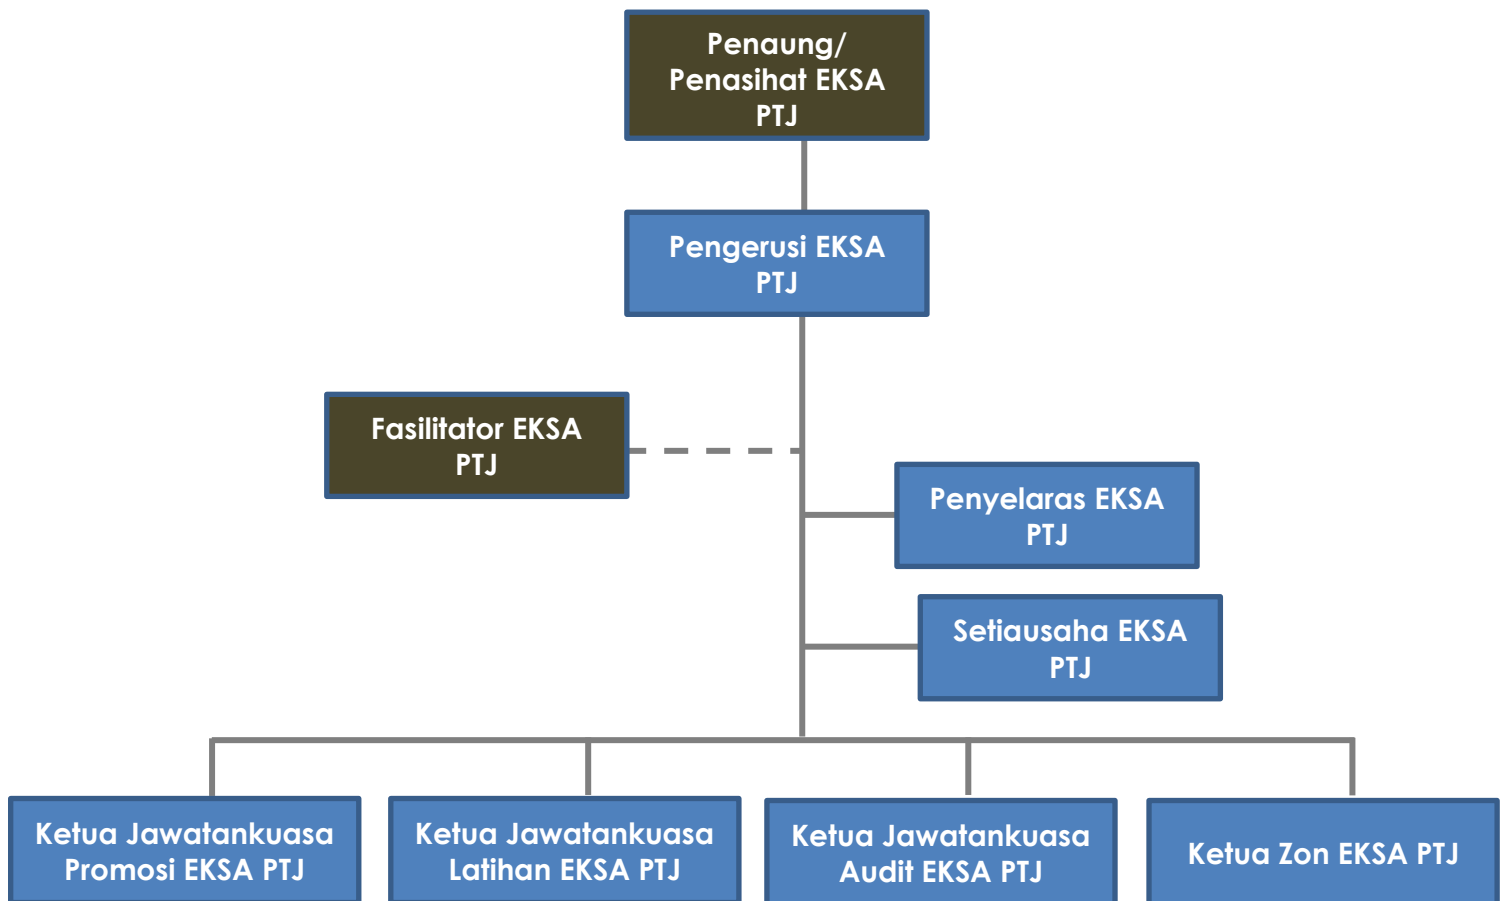 Penaung/
Penasihat EKSA
PTJ
Pengerusi EKSA
PTJ
Fasilitator EKSA
PTJ
Penyelaras EKSA
PTJ
Setiausaha EKSA
PTJ
Ketua Jawatankuasa
Promosi EKSA PTJ
Ketua Jawatankuasa
Latihan EKSA PTJ
Ketua Jawatankuasa
Audit EKSA PTJ
Ketua Zon EKSA PTJ